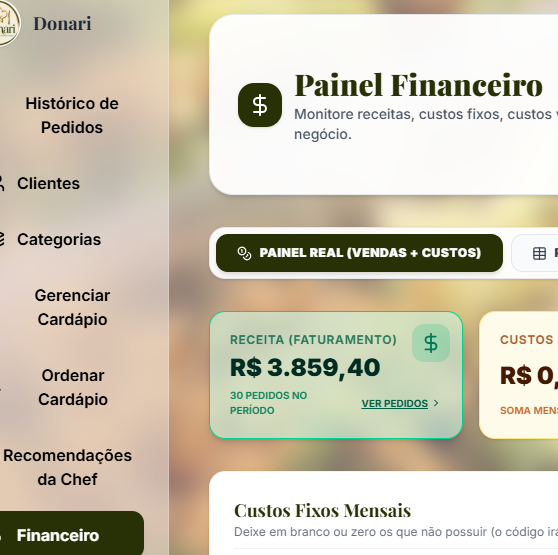 Donari
Histórico de
Pedidos
Clientes
Categorias
Gerenciar
Cardápio
Ordenar
Cardápio
Recomendações
da Chef
Financeiro
Painel Financeiro
Monitore receitas, custos fixos, custos
negócio.
PAINEL REAL (VENDAS + CUSTOS)
RECEITA (FATURAMENTO)
R$ 3.859,40
30 PEDIDOS NO
PERÍODO
VER PEDIDOS
CUSTOS
R$ 0,
SOMA MEN
Custos Fixos Mensais
Deixe em branco ou zero os que não possuir (o código ir